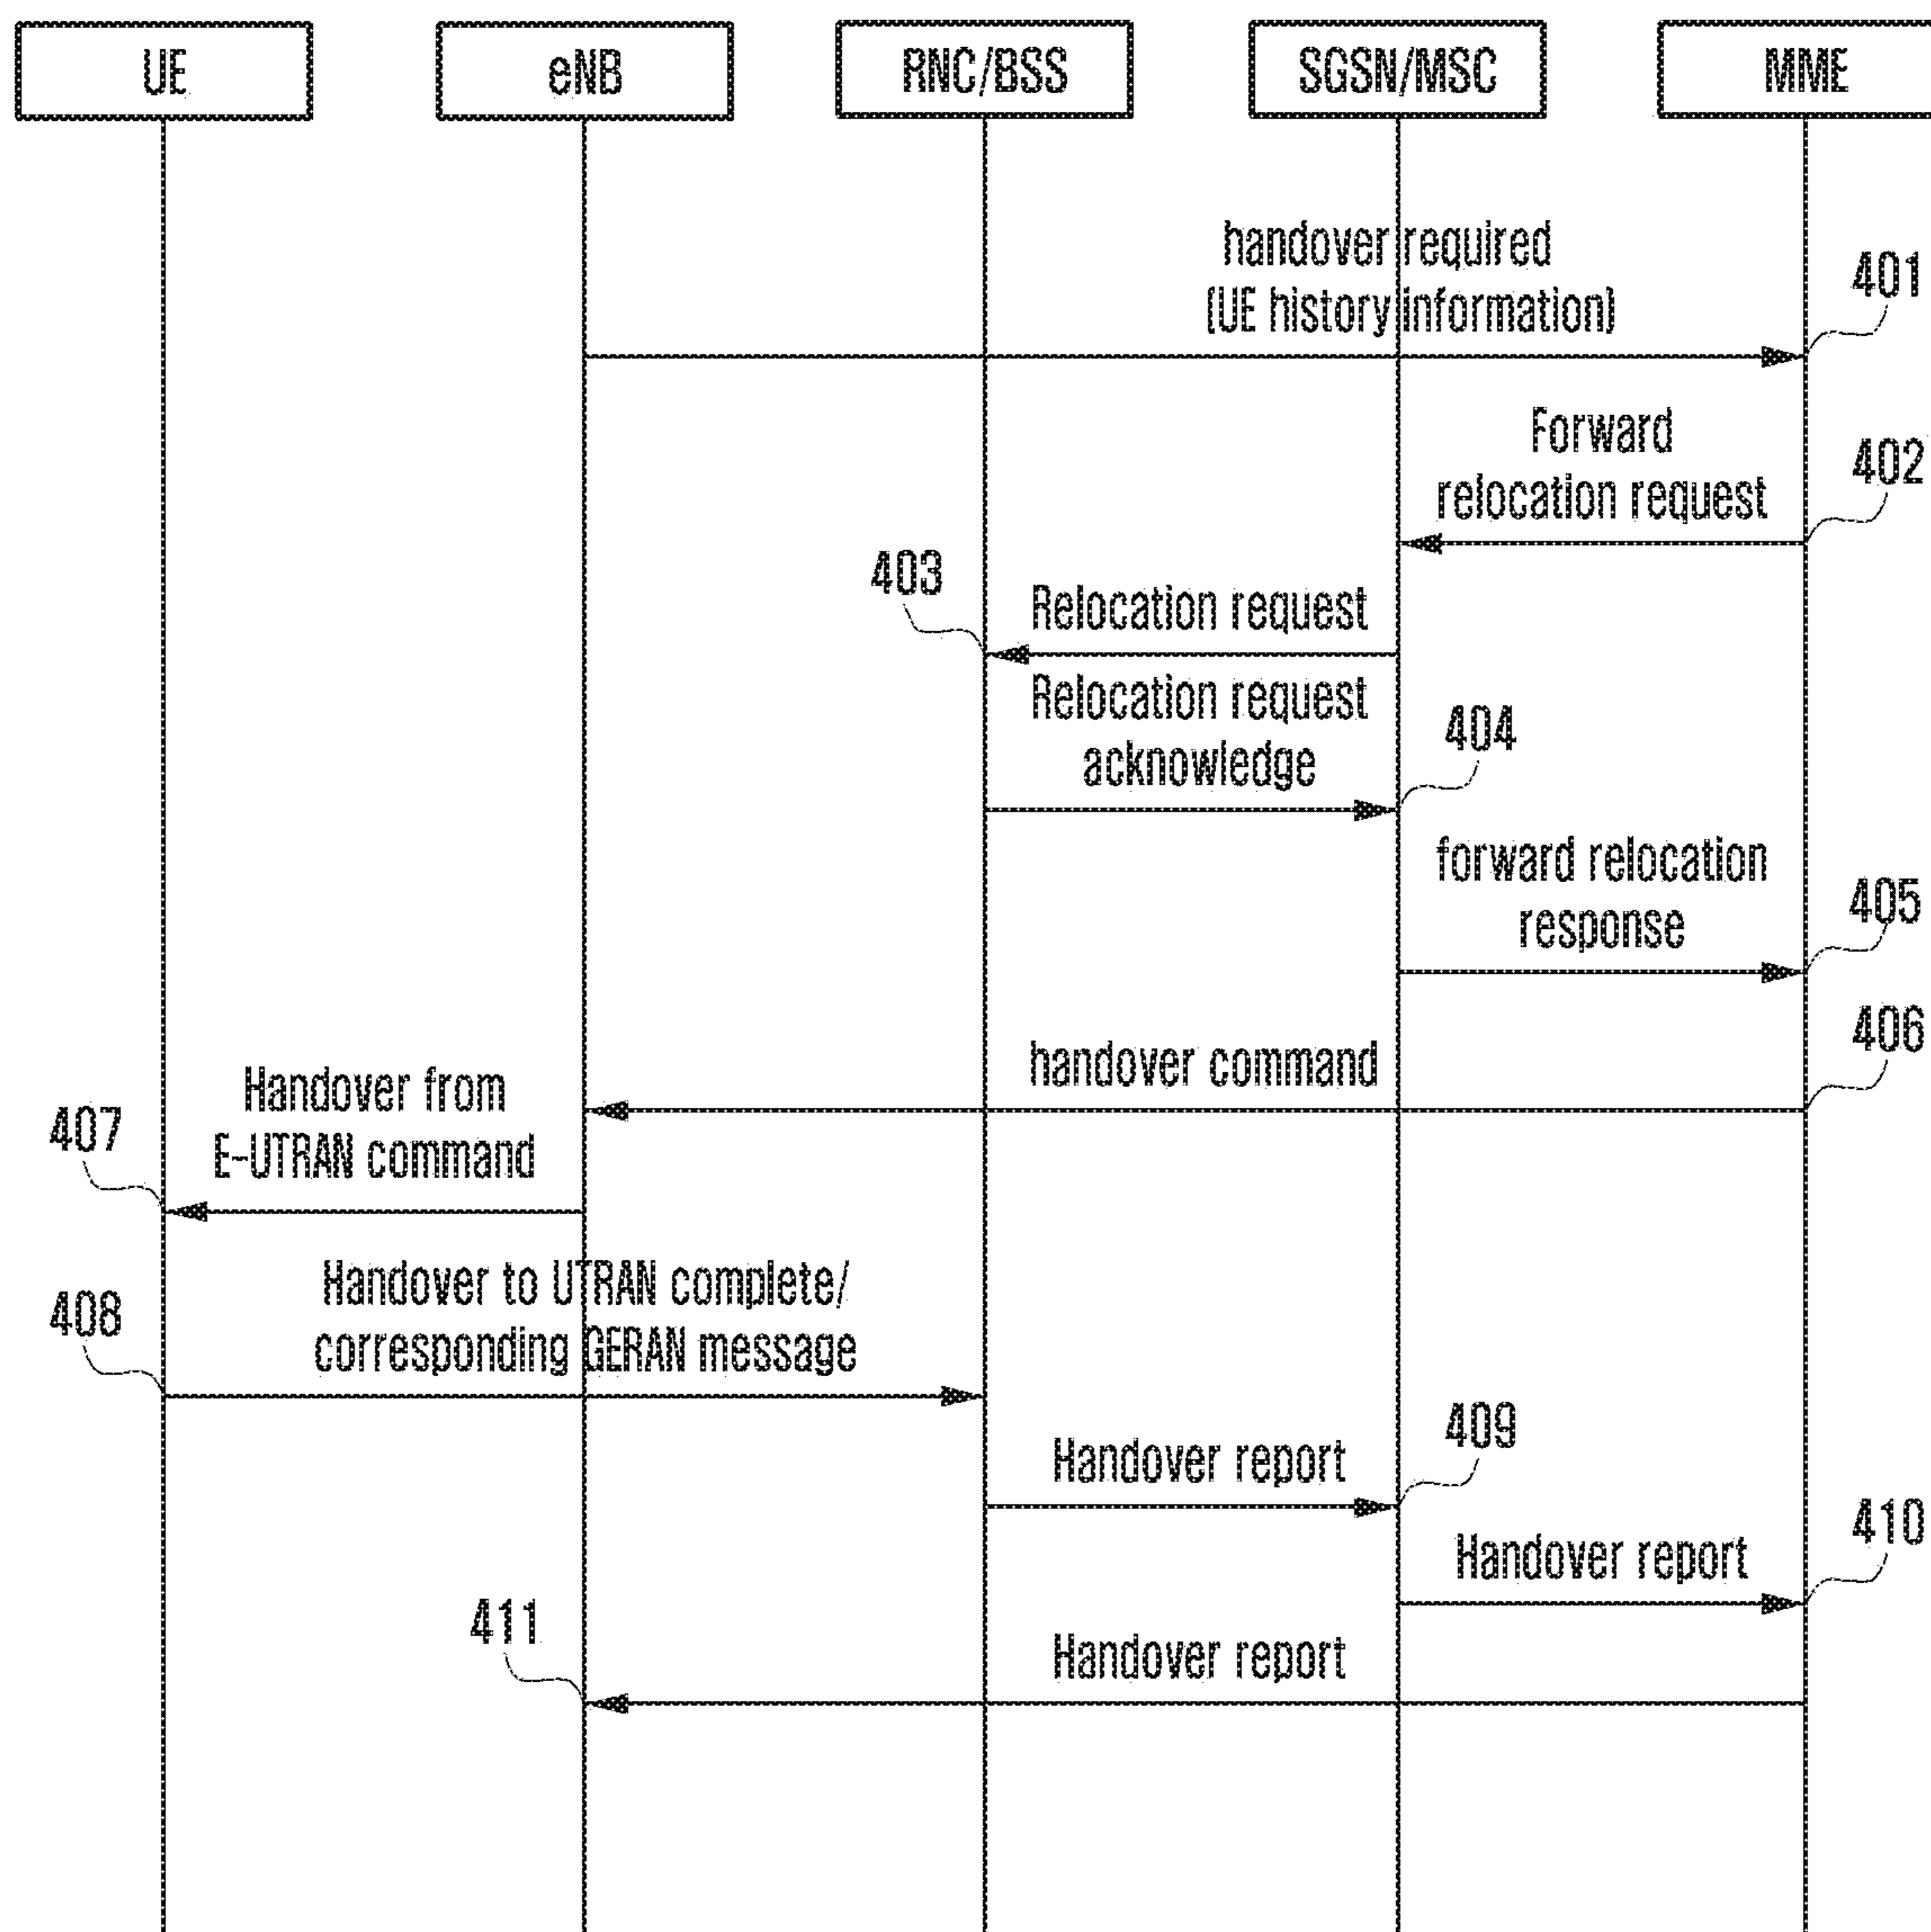 UE
eNB
RNC/BSS
SGSN/MSC
MME
handover required
(UE history information)
401
Forward
relocation request
402
403
Relocation request
Relocation request
acknowledge
404
forward relocation
response
405
406
handover command
Handover from
E-UTRAN command
407
Handover to UTRAN complete/
corresponding GERAN message
408
Handover report
409
Handover report
410
411
Handover report